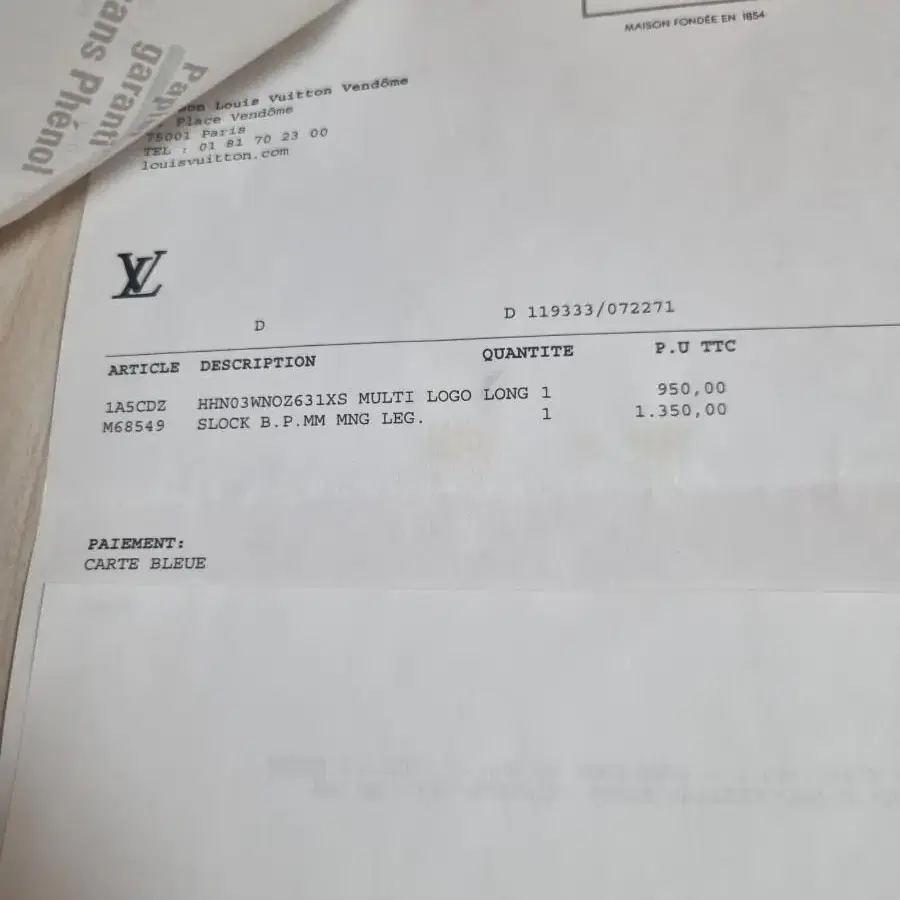 MAISON FONDÉE EN 1854
Louis Vuitton Vendôme
Place Vendôme
75001 Paris
TEL : 01 81 70 23 00
louisvuitton.com
ans Phénol
garanti
Pap
LV
D
D 119333/072271
ARTICLE DESCRIPTION QUANTITE P.U TTC
1A5CDZ HHN03WNOZ631XS MULTI LOGO LONG 1 950,00
M68549 SLOCK B.P.MM MNG LEG. 1 1.350,00
PAIEMENT:
CARTE BLEUE